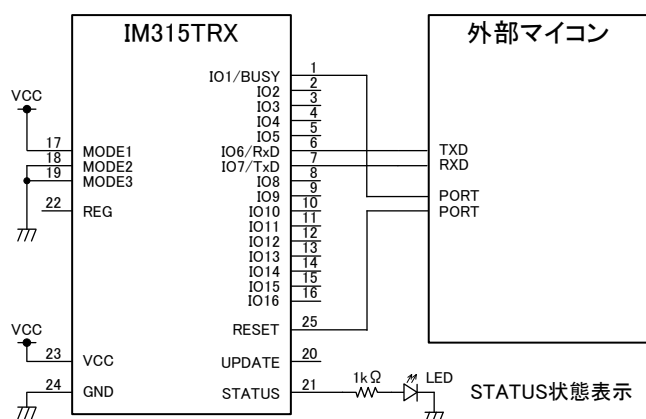 IM315TRX
外部マイコン
VCC
17 MODE1
18 MODE2
19 MODE3
22 REG
VCC
23 VCC
24 GND
IO1/BUSY 1
IO2 2
IO3 3
IO4 4
IO5 5
IO6/RxD 6
IO7/TxD 7
IO8 8
IO9 9
IO10 10
IO11 11
IO12 12
IO13 13
IO14 14
IO15 15
IO16 16
RESET 25
UPDATE 20
STATUS 21
TXD
RXD
PORT
PORT
1kΩ
LED
STATUS状態表示